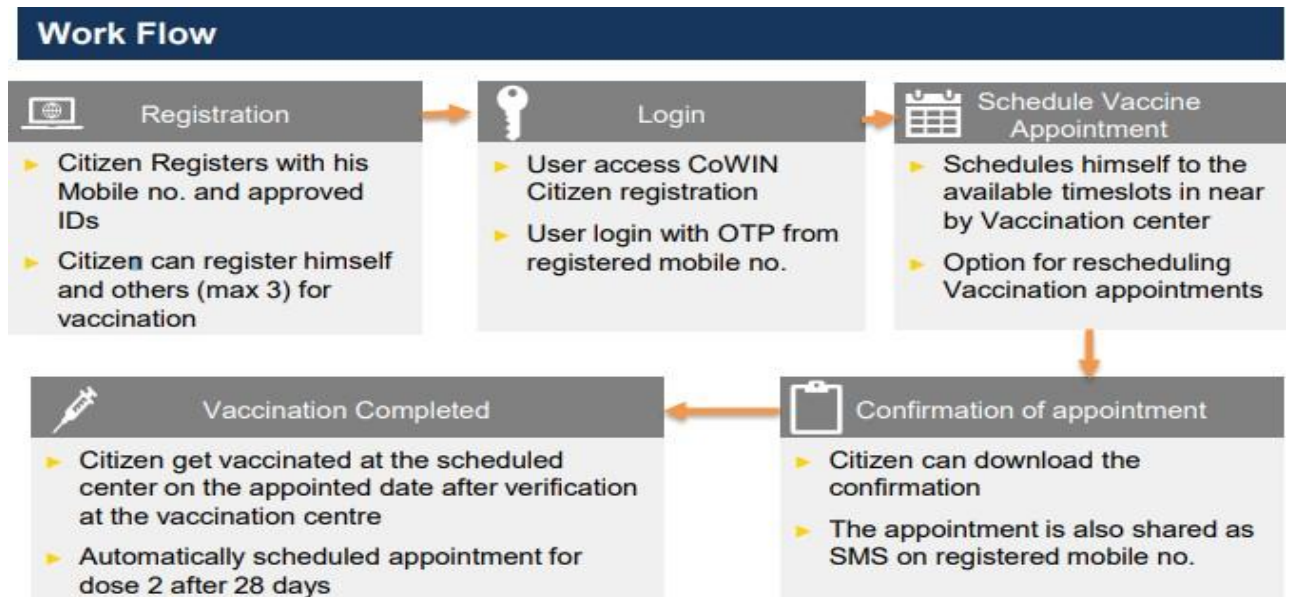 Work Flow
Registration
Citizen Registers with his
Mobile no. and approved
IDs
Citizen can register himself
and others (max 3) for
vaccination
Login
User access CoWIN
Citizen registration
User login with OTP from
registered mobile no.
Schedule Vaccine
Appointment
Schedules himself to the
available timeslots in near
by Vaccination center
Option for rescheduling
Vaccination appointments
Confirmation of appointment
Citizen can download the
confirmation
The appointment is also shared as
SMS on registered mobile no.
Vaccination Completed
Citizen get vaccinated at the scheduled
center on the appointed date after verification
at the vaccination centre
Automatically scheduled appointment for
dose 2 after 28 days